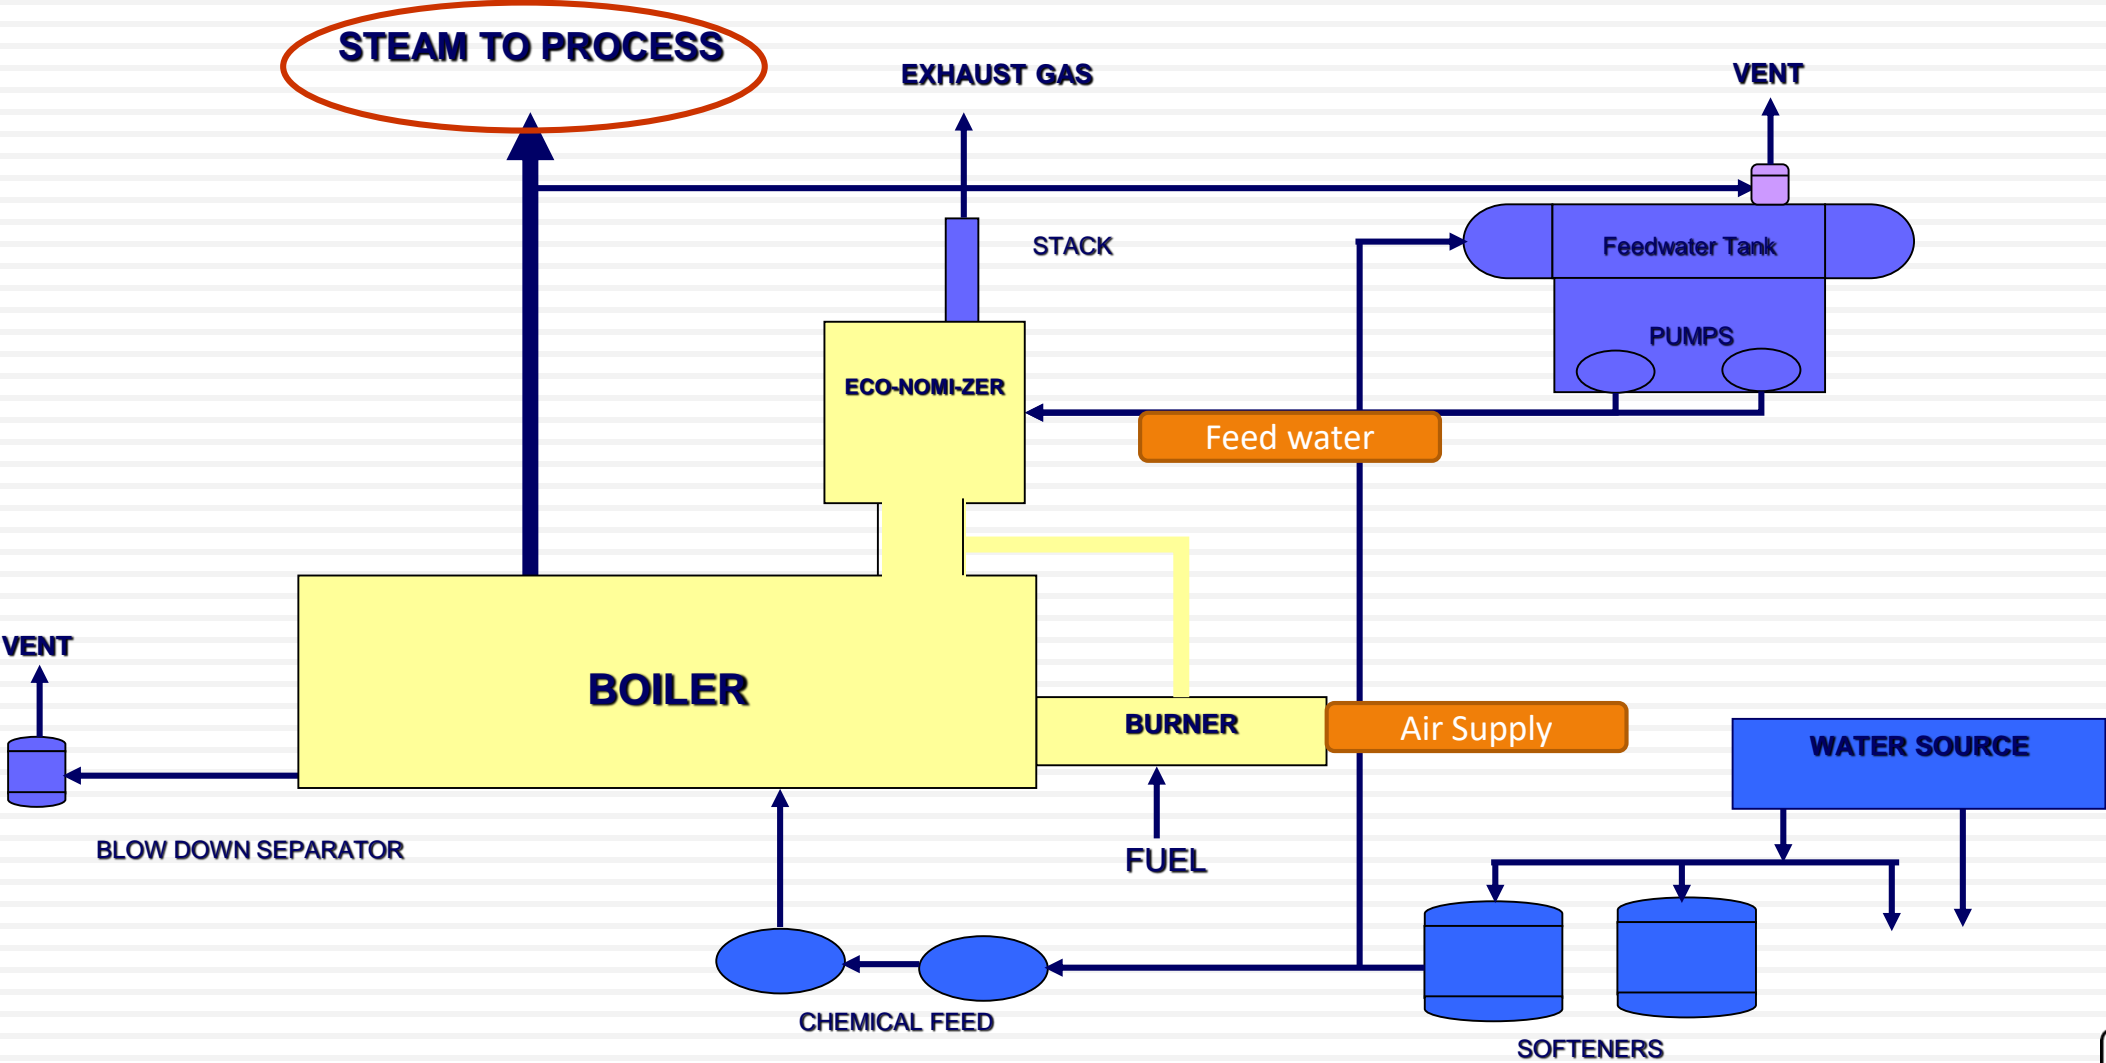 STEAM TO PROCESS
EXHAUST GAS
VENT
STACK
Feedwater Tank
PUMPS
ECO-NOMI-ZER
Feed water
VENT
BOILER
BURNER
Air Supply
WATER SOURCE
BLOW DOWN SEPARATOR
FUEL
CHEMICAL FEED
SOFTENERS